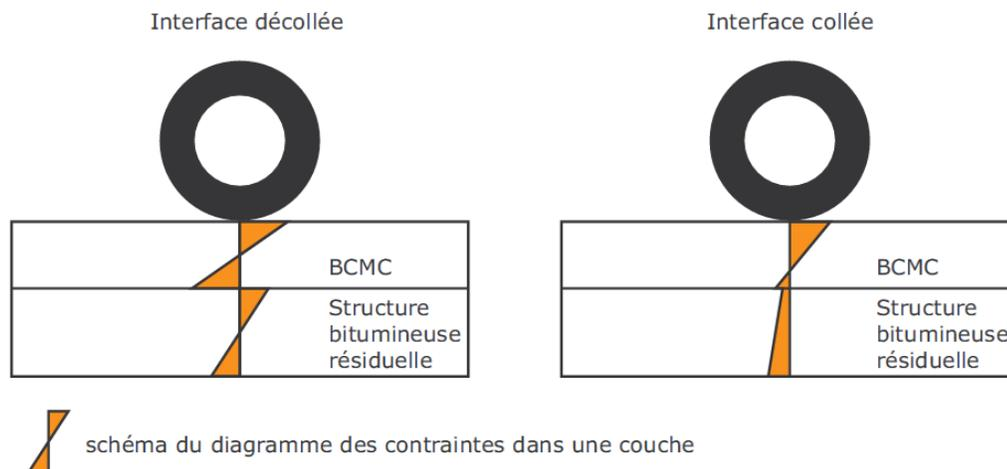 Interface décollée
Interface collée
BCMC
Structure
bitumineuse
résiduelle
BCMC
Structure
bitumineuse
résiduelle
schéma du diagramme des contraintes dans une couche